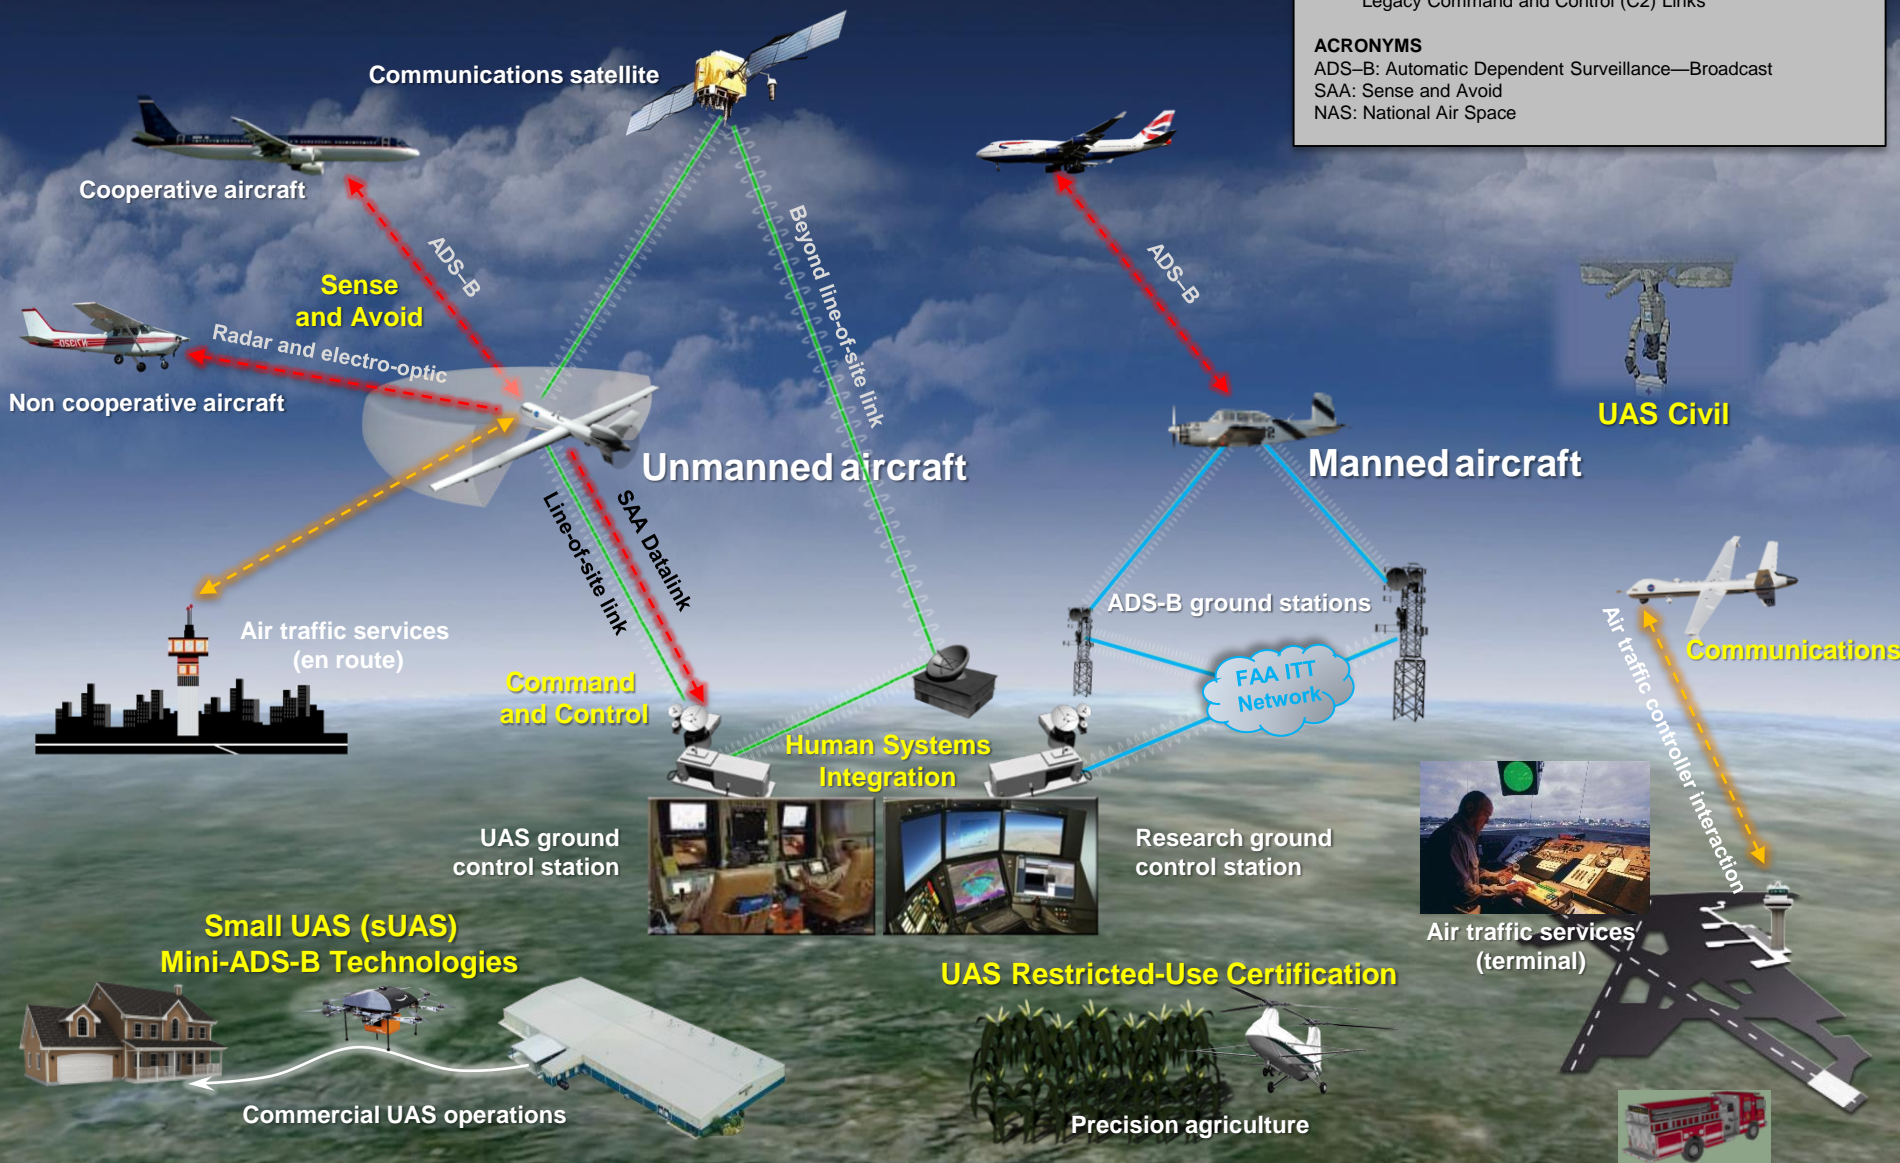 Legacy Command and Control (C2) Links
ACRONYMS
ADS–B: Automatic Dependent Surveillance—Broadcast
SAA: Sense and Avoid
NAS: National Air Space
Communications satellite
Cooperative aircraft
ADS–B
Beyond line-of-site link
ADS–B
Sense
and Avoid
Radar and electro-optic
Non cooperative aircraft
UAS Civil
Unmanned aircraft
Manned aircraft
Line-of-site link
SAA Datalink
ADS-B ground stations
Air traffic services
(en route)
Air traffic controller interaction
Communications
FAA ITT
Network
Command
and Control
Human Systems
Integration
UAS ground
control station
Research ground
control station
Air traffic services
(terminal)
Small UAS (sUAS)
Mini-ADS-B Technologies
UAS Restricted-Use Certification
Commercial UAS operations
Precision agriculture